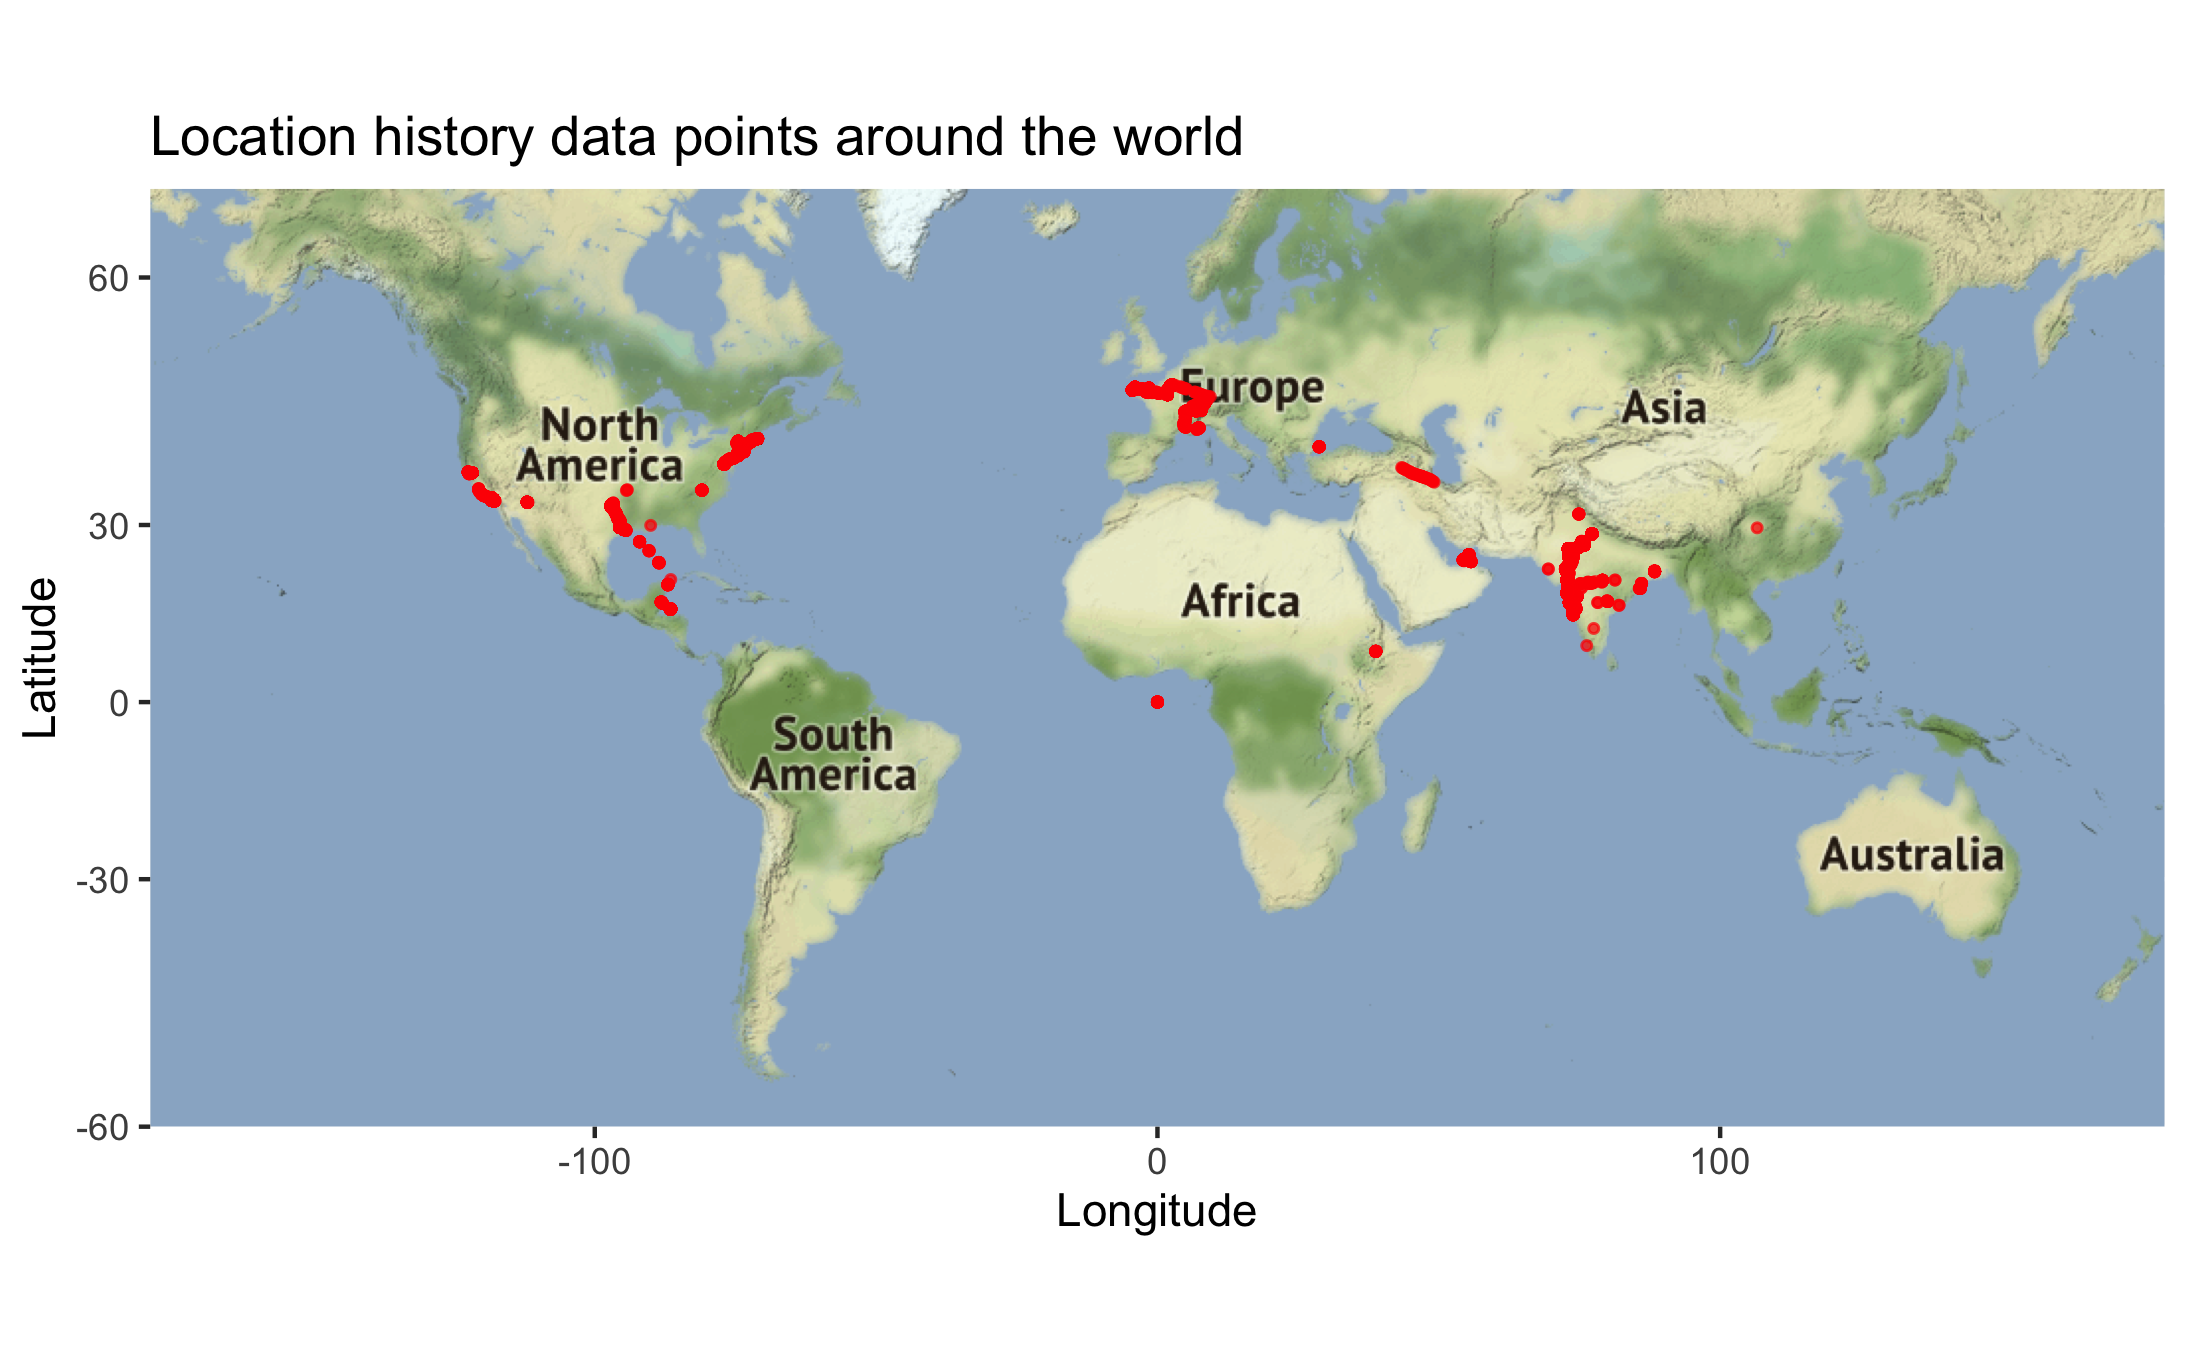 Location history data points around the world
60
30
0
-30
-60
Latitude
North
America
Europe
Asia
Africa
South
America
Australia
-100
0
100
Longitude